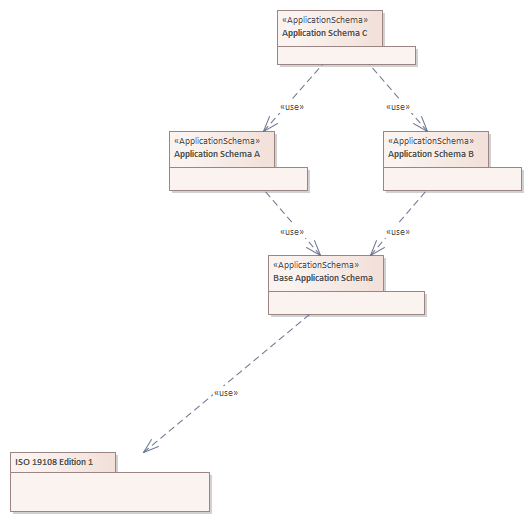 «ApplicationSchema»
Application Schema C
«use»
«use»
«ApplicationSchema»
Application Schema A
«ApplicationSchema»
Application Schema B
«use»
«use»
«ApplicationSchema»
Base Application Schema
«use»
ISO 19108 Edition 1